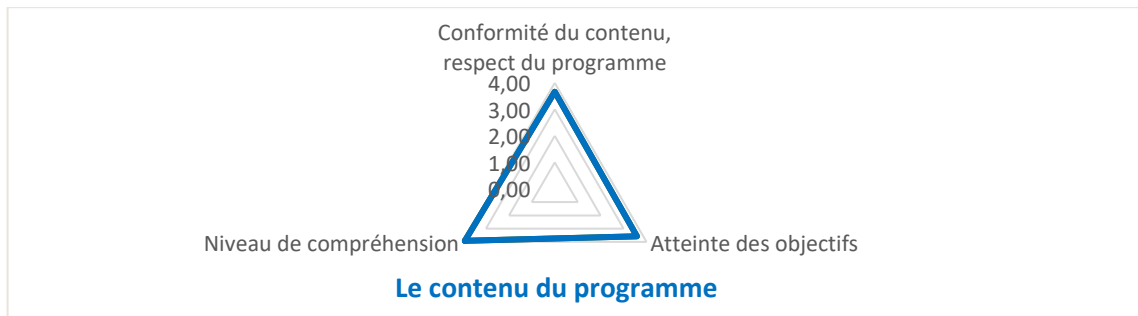 Conformité du contenu,
respect du programme
4,00
3,00
2,00
1,00
0,00
Niveau de compréhension
Atteinte des objectifs
Le contenu du programme